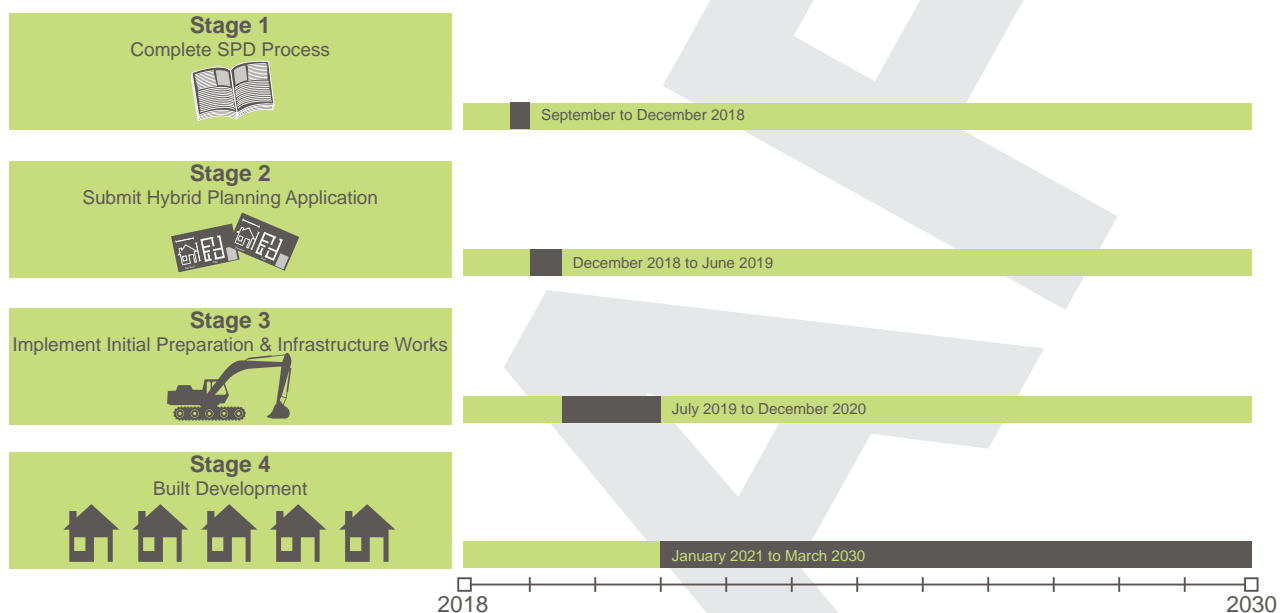 Stage 1
Complete SPD Process
September to December 2018
Stage 2
Submit Hybrid Planning Application
December 2018 to June 2019
Stage 3
Implement Initial Preparation & Infrastructure Works
July 2019 to December 2020
Stage 4
Built Development
January 2021 to March 2030
2018
2030